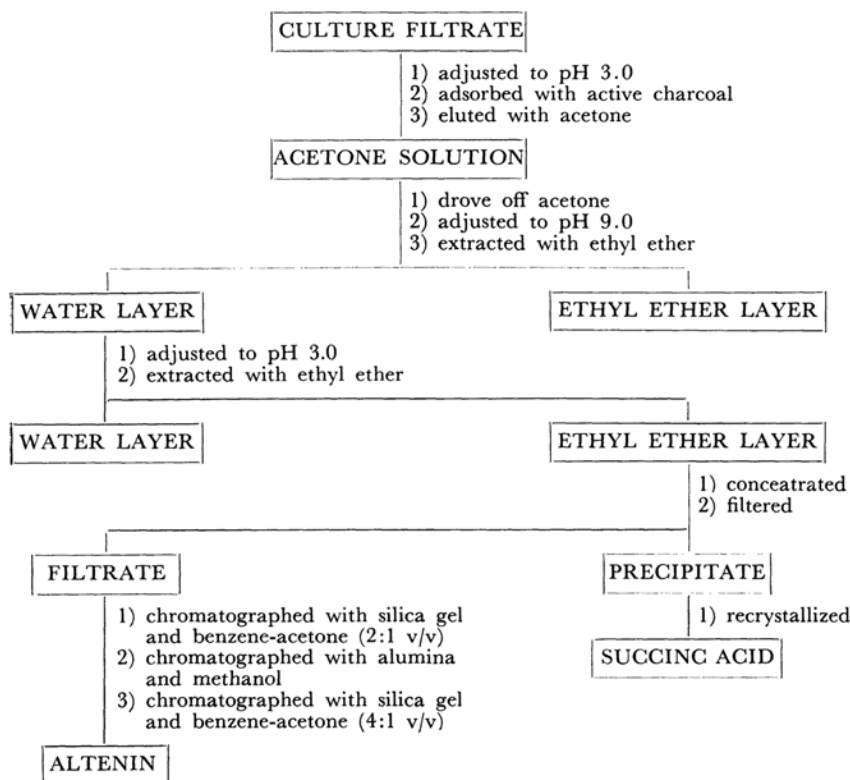 CULTURE FILTRATE
1) adjusted to pH 3.0
2) adsorbed with active charcoal
3) eluted with acetone
ACETONE SOLUTION
1) drove off acetone
2) adjusted to pH 9.0
3) extracted with ethyl ether
WATER LAYER
ETHYL ETHER LAYER
1) adjusted to pH 3.0
2) extracted with ethyl ether
WATER LAYER
ETHYL ETHER LAYER
1) conceatrated
2) filtered
FILTRATE
PRECIPITATE
1) chromatographed with silica gel
and benzene-acetone (2:1 v/v)
2) chromatographed with alumina
and methanol
3) chromatographed with silica gel
and benzene-acetone (4:1 v/v)
1) recrystallized
SUCCINC ACID
ALTENIN